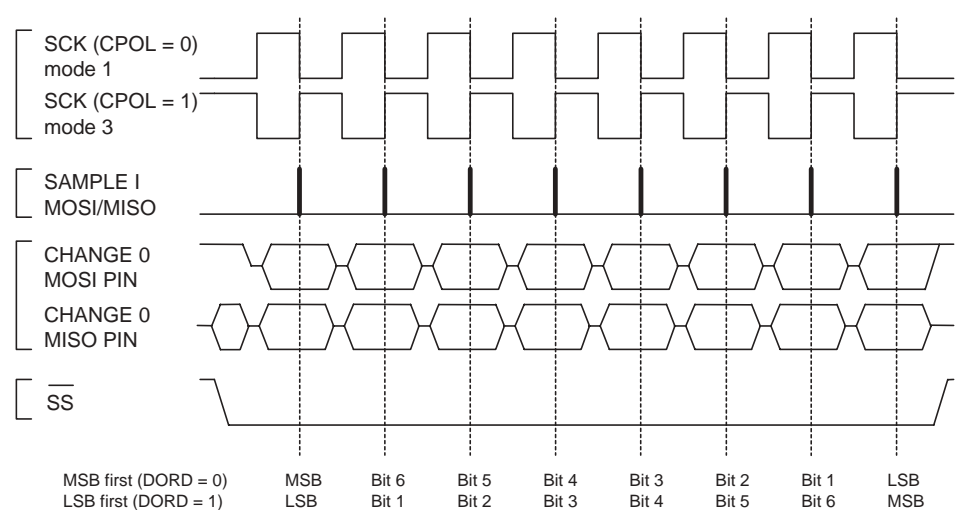 SCK (CPOL = 0)
mode 1
SCK (CPOL = 1)
mode 3
SAMPLE I
MOSI/MISO
CHANGE 0
MOSI PIN
CHANGE 0
MISO PIN
SS
MSB first (DORD = 0) MSB Bit 6 Bit 5 Bit 4 Bit 3 Bit 2 Bit 1 LSB
LSB first (DORD = 1) LSB Bit 1 Bit 2 Bit 3 Bit 4 Bit 5 Bit 6 MSB